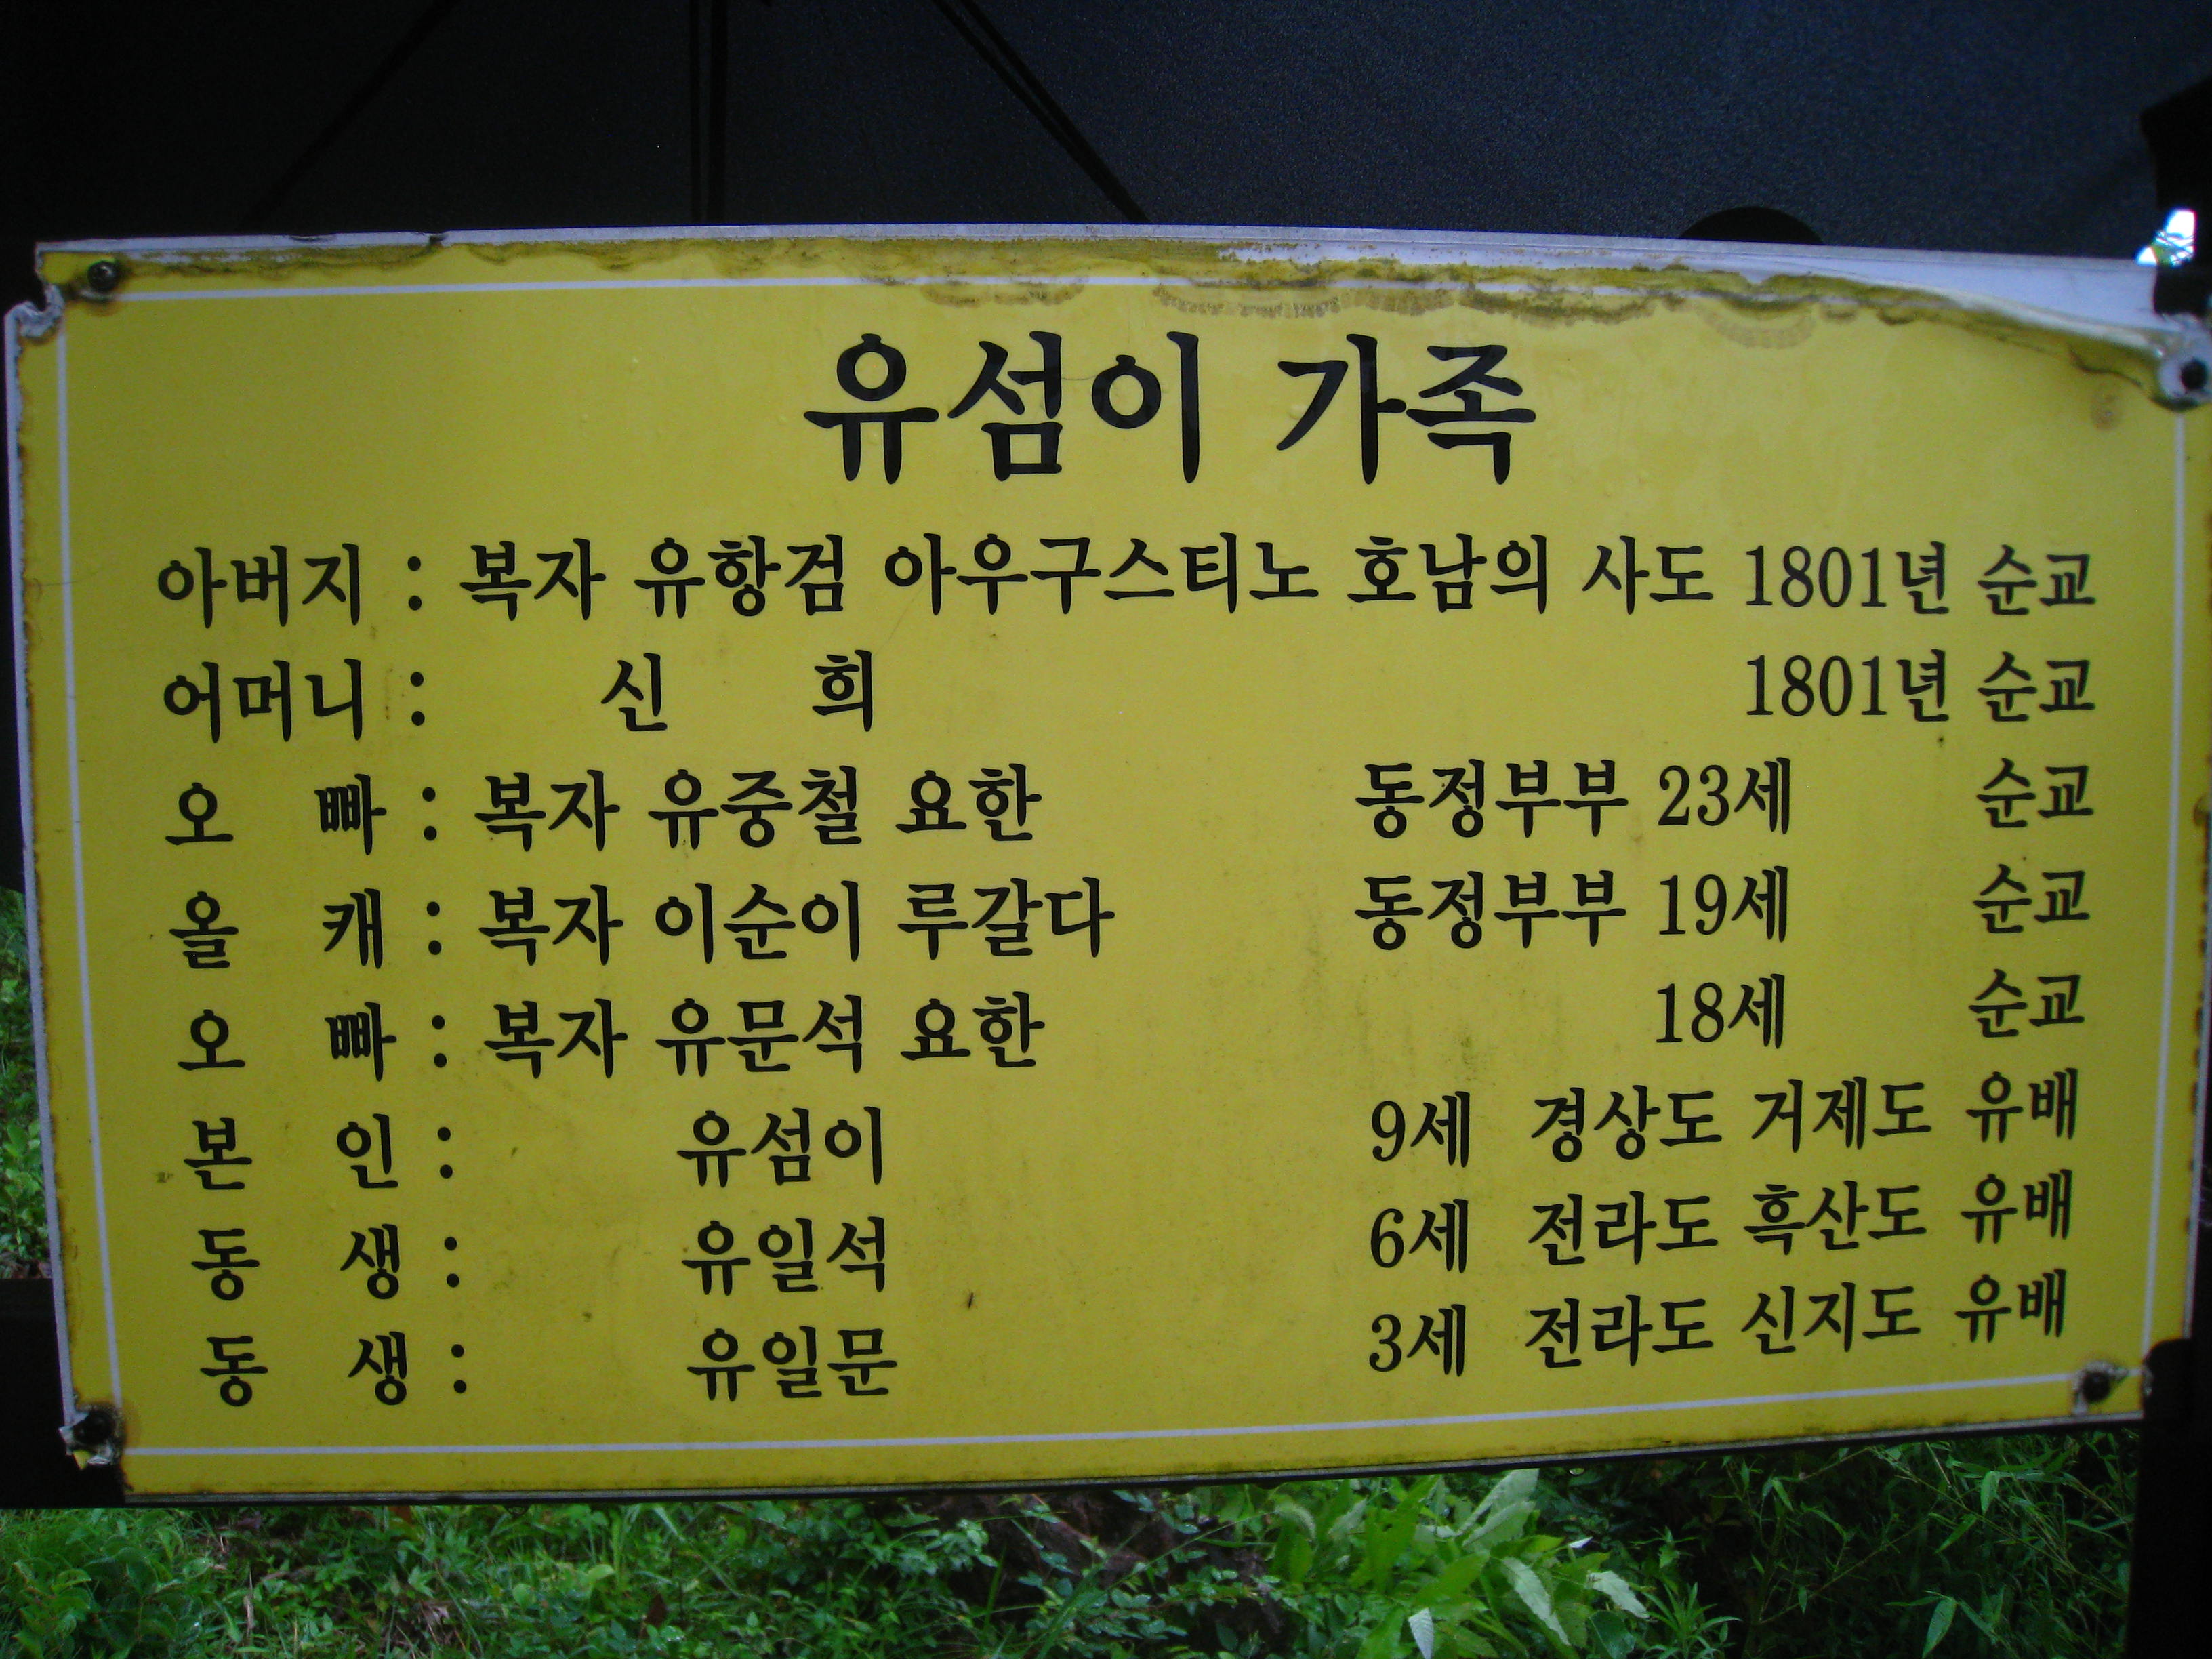 유섬이 가족
아버지 : 복자 유항검 아우구스티노 호남의 사도 1801년 순교
어머니 : 신 희 1801년 순교
오 빠 : 복자 유중철 요한 동정부부 23세 순교
올 캐 : 복자 이순이 루갈다 동정부부 19세 순교
오 빠 : 복자 유문석 요한 18세 순교
본 인 : 유섬이 9세 경상도 거제도 유배
동 생 : 유일석 6세 전라도 흑산도 유배
동 생 : 유일문 3세 전라도 신지도 유배